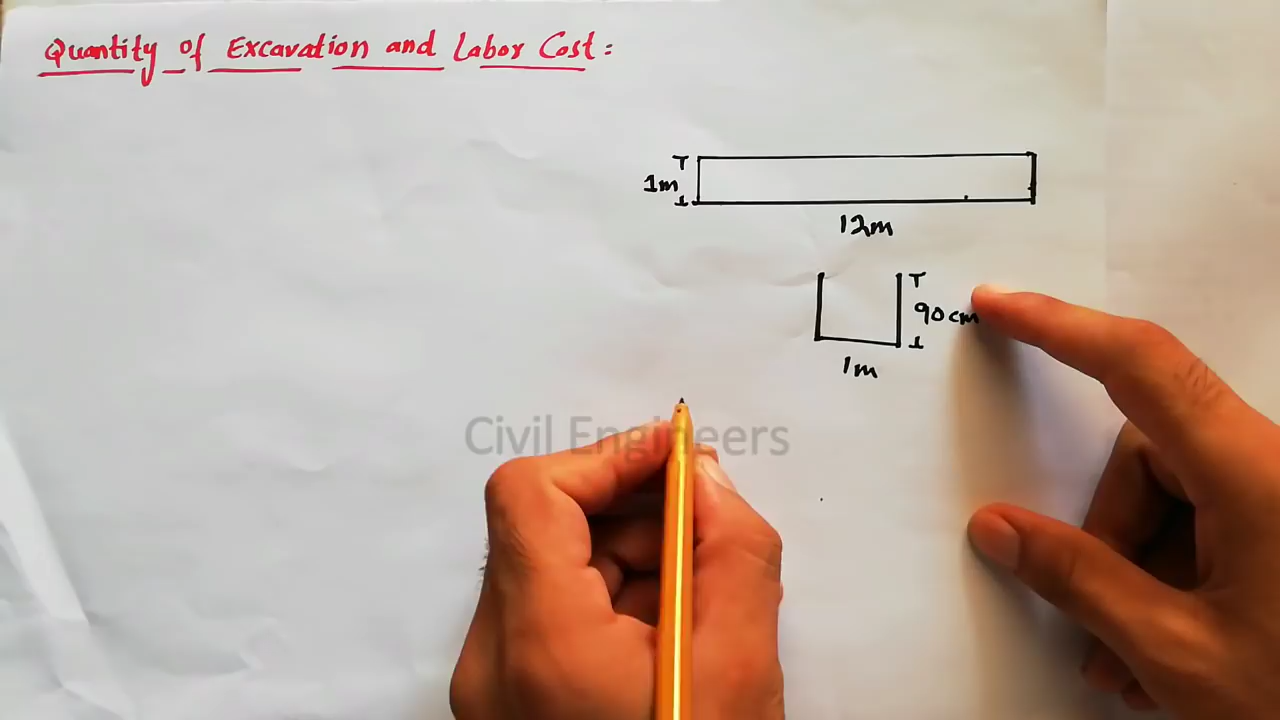 Quantity of Excavation and Labor Cost:
1m
12m
90cm
1m
Civil Engineers